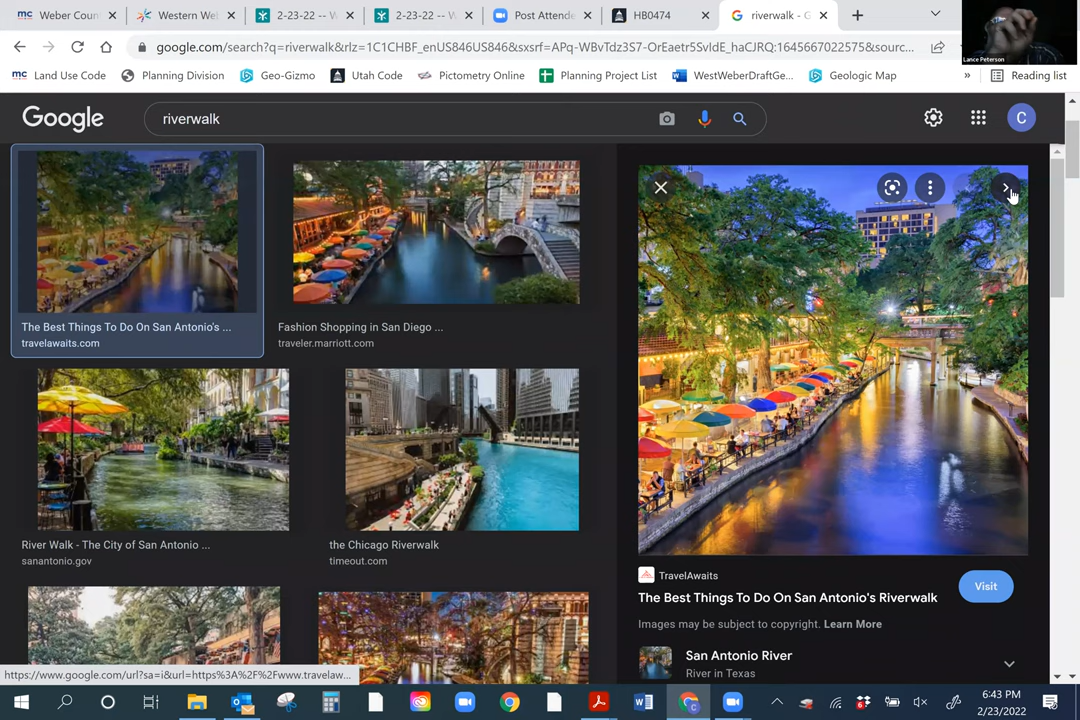 mc Weber Coun
Western We
2-23-22 -- W
2-23-22 -- W
Post Attende
HB0474
riverwalk - G
google.com/search?q=riverwalk&rlz=1C1CHBF_enUS846US846&sxsrf=APq-WBvTdz3S7-OrEaetr5SvIdE_haCJRQ:1645667022575&sourc...
Lance Peterson
mc Land Use Code
Planning Division
Geo-Gizmo
Utah Code
Pictometry Online
Planning Project List
WestWeberDraftGe...
Geologic Map
»
Reading list
Google
riverwalk
C
The Best Things To Do On San Antonio's ...
travelawaits.com
Fashion Shopping in San Diego ...
traveler.marriott.com
River Walk - The City of San Antonio ...
sanantonio.gov
the Chicago Riverwalk
timeout.com
TravelAwaits
The Best Things To Do On San Antonio's Riverwalk
Visit
Images may be subject to copyright. Learn More
San Antonio River
River in Texas
https://www.google.com/url?sa=i&url=https%3A%2F%2Fwww.travelaw...
6:43 PM
2/23/2022